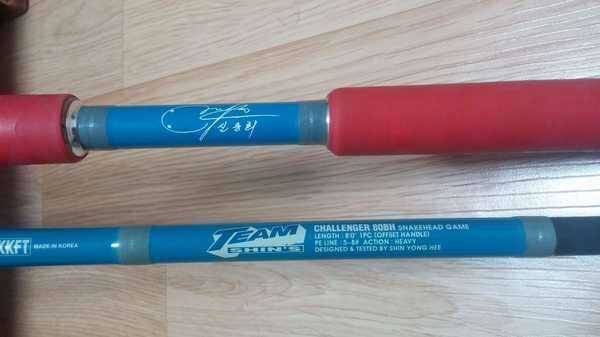 신용희
KKFT MADE IN KOREA
TEAM
SHIN'S
CHALLENGER 80BH SNAKEHEAD GAME
LENGTH : 8'0" 1PC (OFFSET HANDLE)
PE LINE : 5-8# ACTION : HEAVY
DESIGNED & TESTED BY SHIN YONG HEE